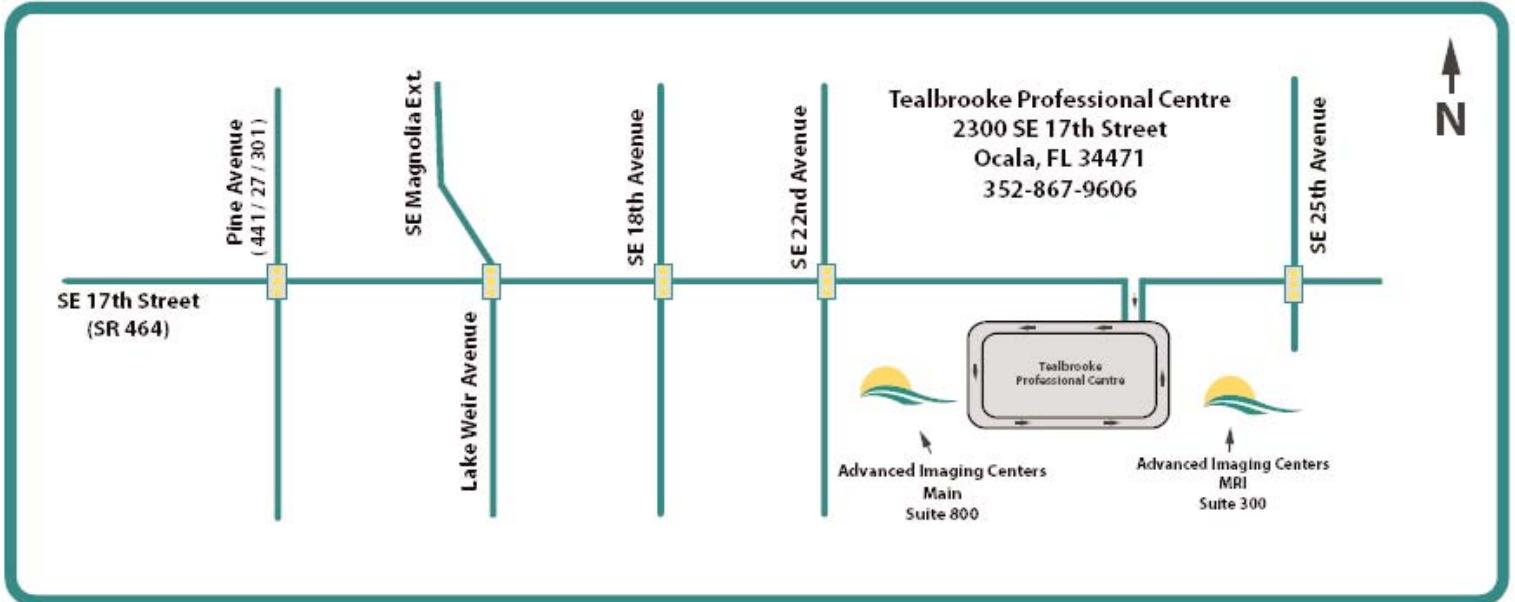 Pine Avenue
( 441 / 27 / 301 )
SE Magnolia Ext.
SE 18th Avenue
SE 22nd Avenue
Tealbrooke Professional Centre
2300 SE 17th Street
Ocala, FL 34471
352-867-9606
SE 25th Avenue
N
SE 17th Street
(SR 464)
Lake Weir Avenue
Tealbrooke
Professional Centre
Advanced Imaging Centers
Main
Suite 800
Advanced Imaging Centers
MRI
Suite 300